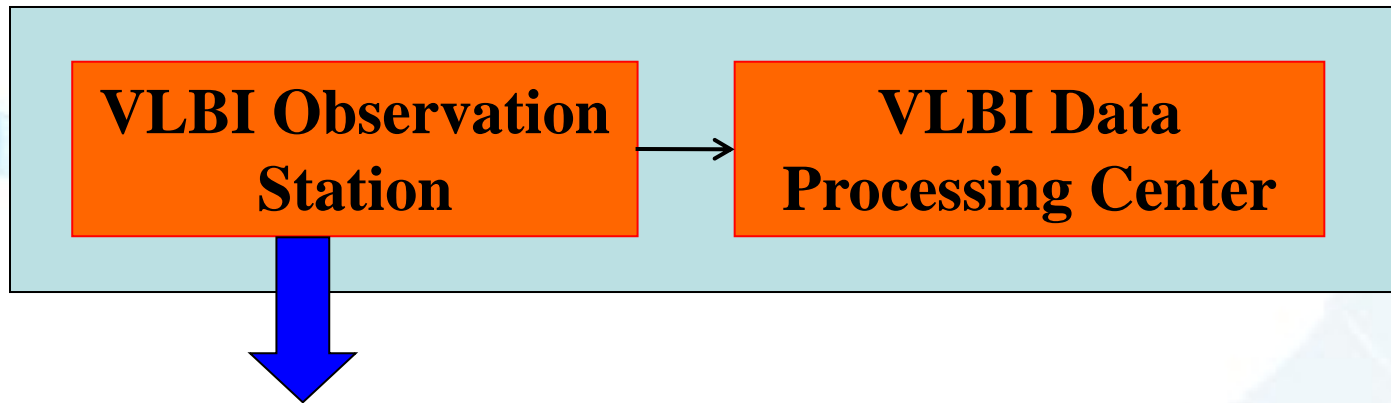 VLBI Observation
Station
VLBI Data
Processing Center